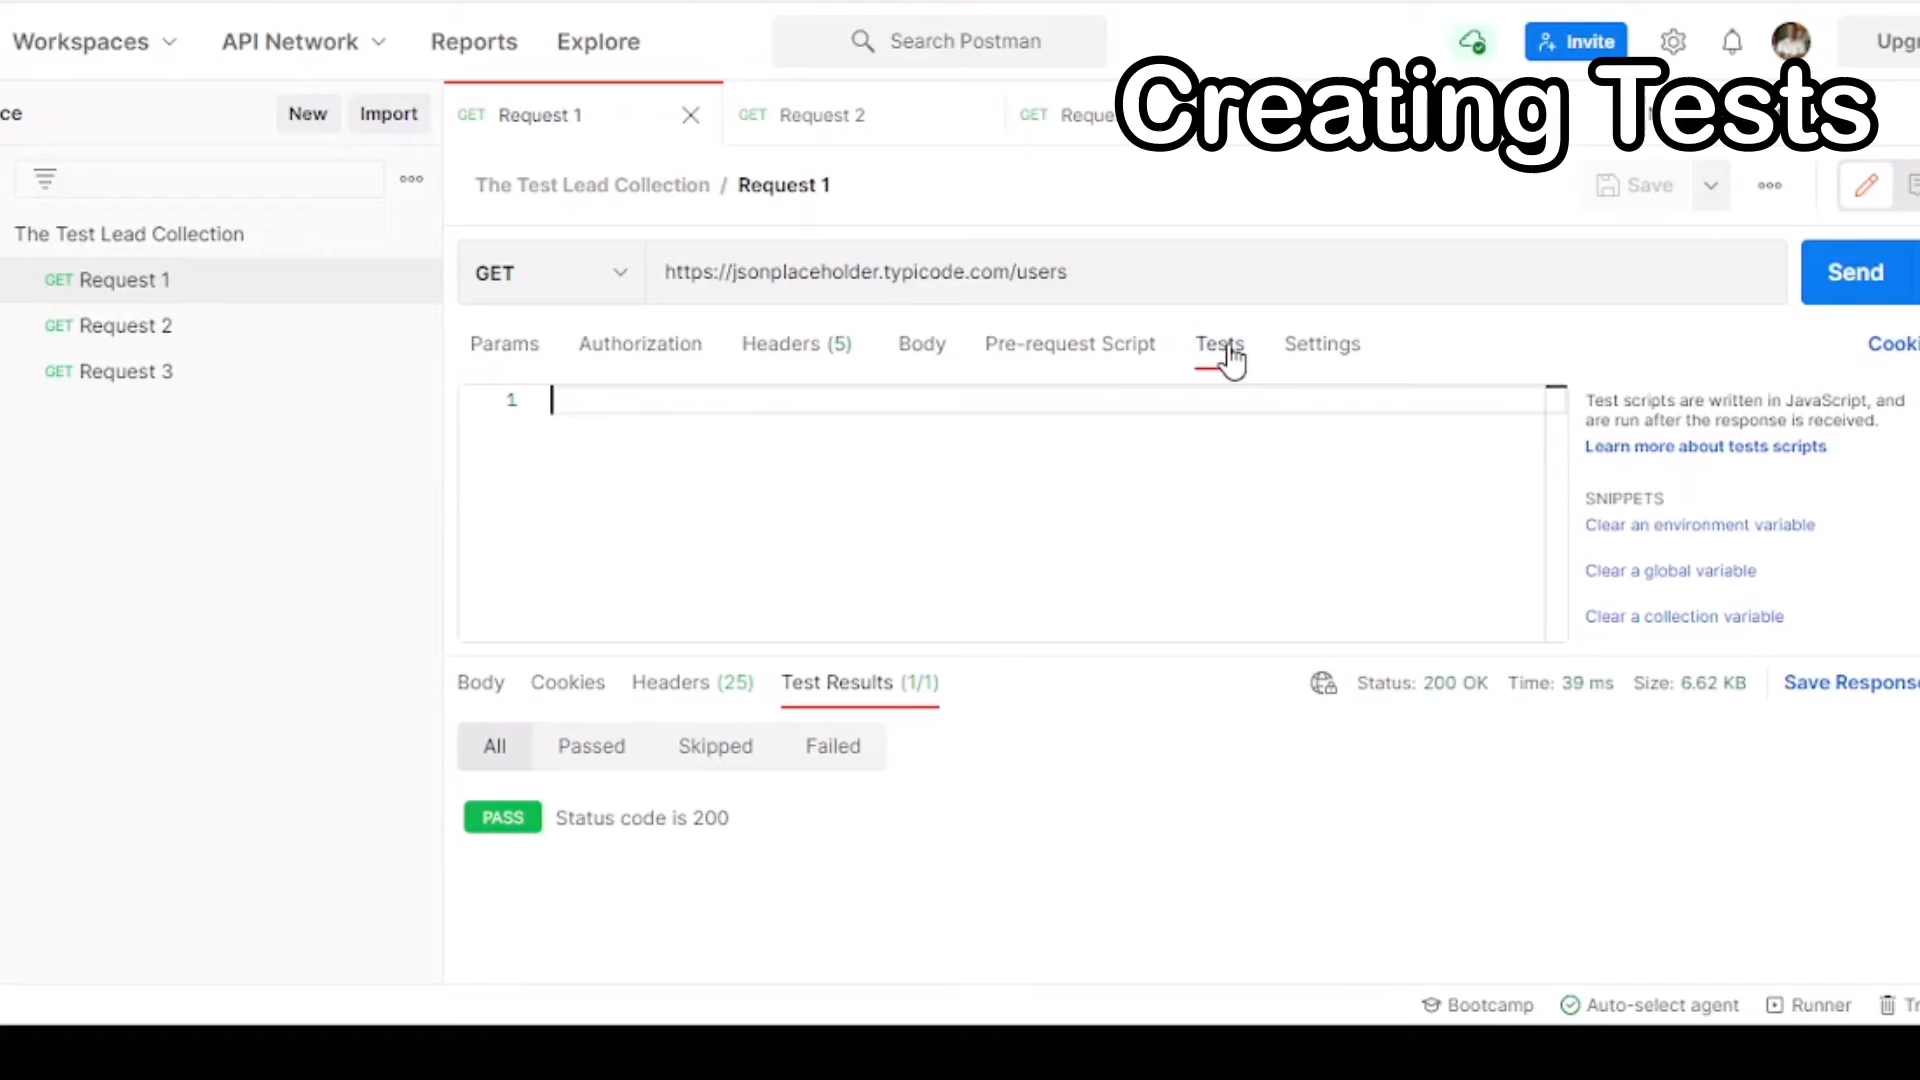 Workspaces API Network Reports Explore Search Postman Invite
Creating Tests
New Import GET Request 1 GET Request 2 GET
The Test Lead Collection / Request 1 Save
The Test Lead Collection
GET Request 1
GET Request 2
GET Request 3
GET https://jsonplaceholder.typicode.com/users Send
Params Authorization Headers (5) Body Pre-request Script Tests Settings
1
Test scripts are written in JavaScript, and
are run after the response is received.
Learn more about tests scripts
SNIPPETS
Clear an environment variable
Clear a global variable
Clear a collection variable
Body Cookies Headers (25) Test Results (1/1) Status: 200 OK Time: 39 ms Size: 6.62 KB Save Response
All Passed Skipped Failed
PASS Status code is 200
Bootcamp Auto-select agent Runner